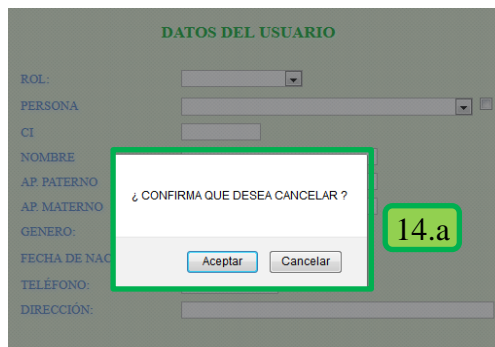 DATOS DEL USUARIO
ROL:
PERSONA
CI
NOMBRE
AP. PATERNO
¿ CONFIRMA QUE DESEA CANCELAR ?
AP. MATERNO
GENERO:
14.a
FECHA DE NAC
Aceptar Cancelar
TELÉFONO:
DIRECCIÓN: